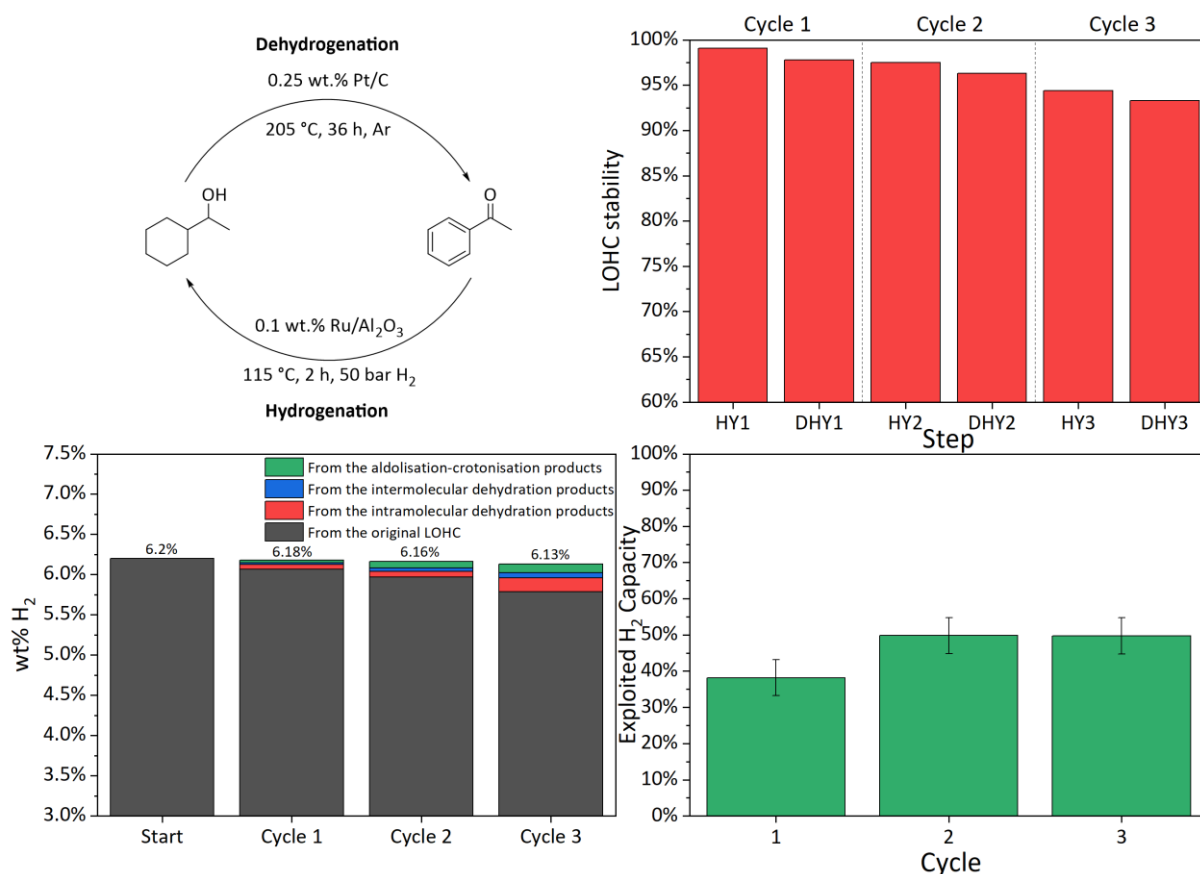 Dehydrogenation
0.25 wt.% Pt/C
205 °C, 36 h, Ar
OH
O
0.1 wt.% Ru/Al₂O₃
115 °C, 2 h, 50 bar H₂
Hydrogenation
Cycle 1 Cycle 2 Cycle 3
100%
95%
90%
85%
80%
75%
70%
65%
60%
LOHC stability
HY1 DHY1 HY2 DHY2 HY3 DHY3
Step
7.5%
7.0%
6.5%
6.0%
5.5%
5.0%
4.5%
4.0%
3.5%
3.0%
wt% H₂
From the aldolisation-crotonisation products
From the intermolecular dehydration products
From the intramolecular dehydration products
From the original LOHC
6.2% 6.18% 6.16% 6.13%
Start Cycle 1 Cycle 2 Cycle 3
100%
90%
80%
70%
60%
50%
40%
30%
20%
10%
0%
Exploited H₂ Capacity
1 2 3
Cycle